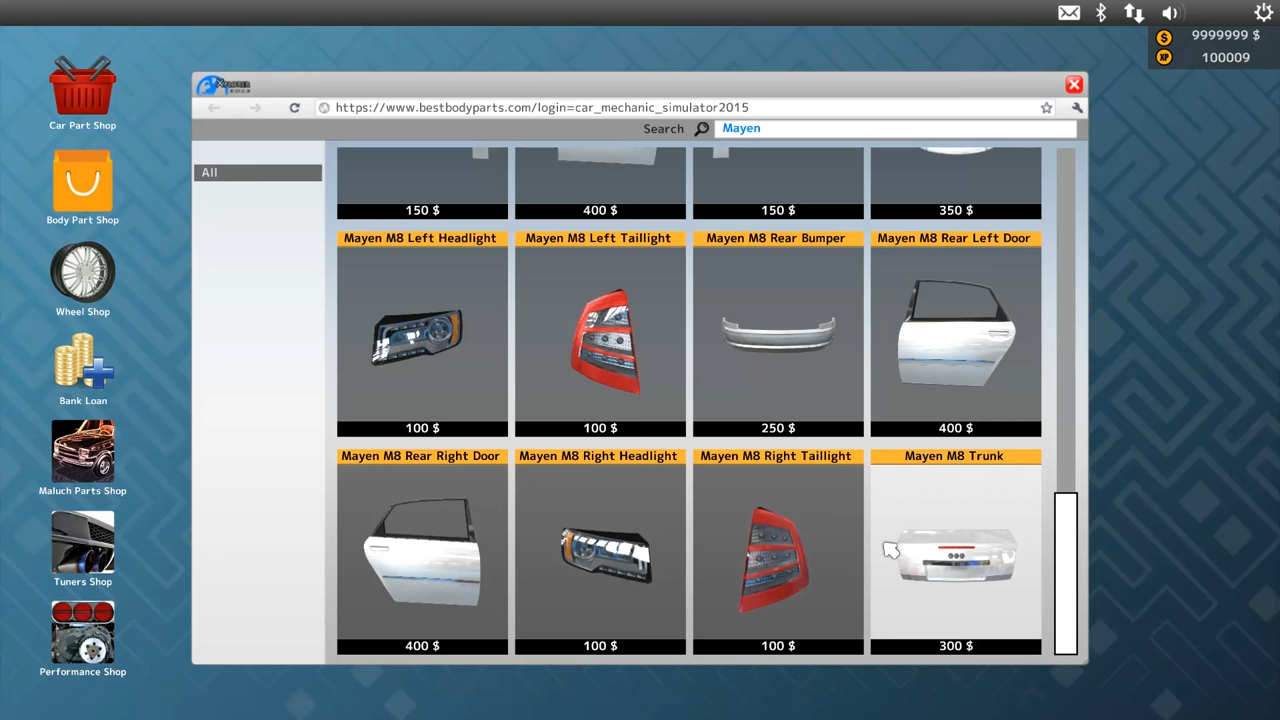 9999999 $
100009
Car Part Shop
Body Part Shop
Wheel Shop
Bank Loan
Maluch Parts Shop
Tuners Shop
Performance Shop
XPLORER
https://www.bestbodyparts.com/login=car_mechanic_simulator2015
Search Mayen
All
150 $ 400 $ 150 $ 350 $
Mayen M8 Left Headlight Mayen M8 Left Taillight Mayen M8 Rear Bumper Mayen M8 Rear Left Door
100 $ 100 $ 250 $ 400 $
Mayen M8 Rear Right Door Mayen M8 Right Headlight Mayen M8 Right Taillight Mayen M8 Trunk
400 $ 100 $ 100 $ 300 $